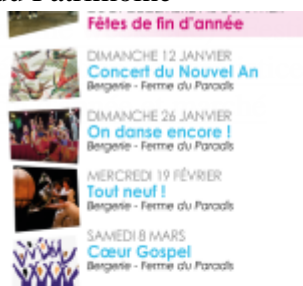 Fêtes de fin d'année
DIMANCHE 12 JANVIER
Concert du Nouvel An
Bergerie - Ferme du Paradis
DIMANCHE 26 JANVIER
On danse encore !
Bergerie - Ferme du Paradis
MERCREDI 19 FÉVRIER
Tout neuf !
Bergerie - Ferme du Paradis
SAMEDI 8 MARS
Cœur Gospel
Bergerie - Ferme du Paradis